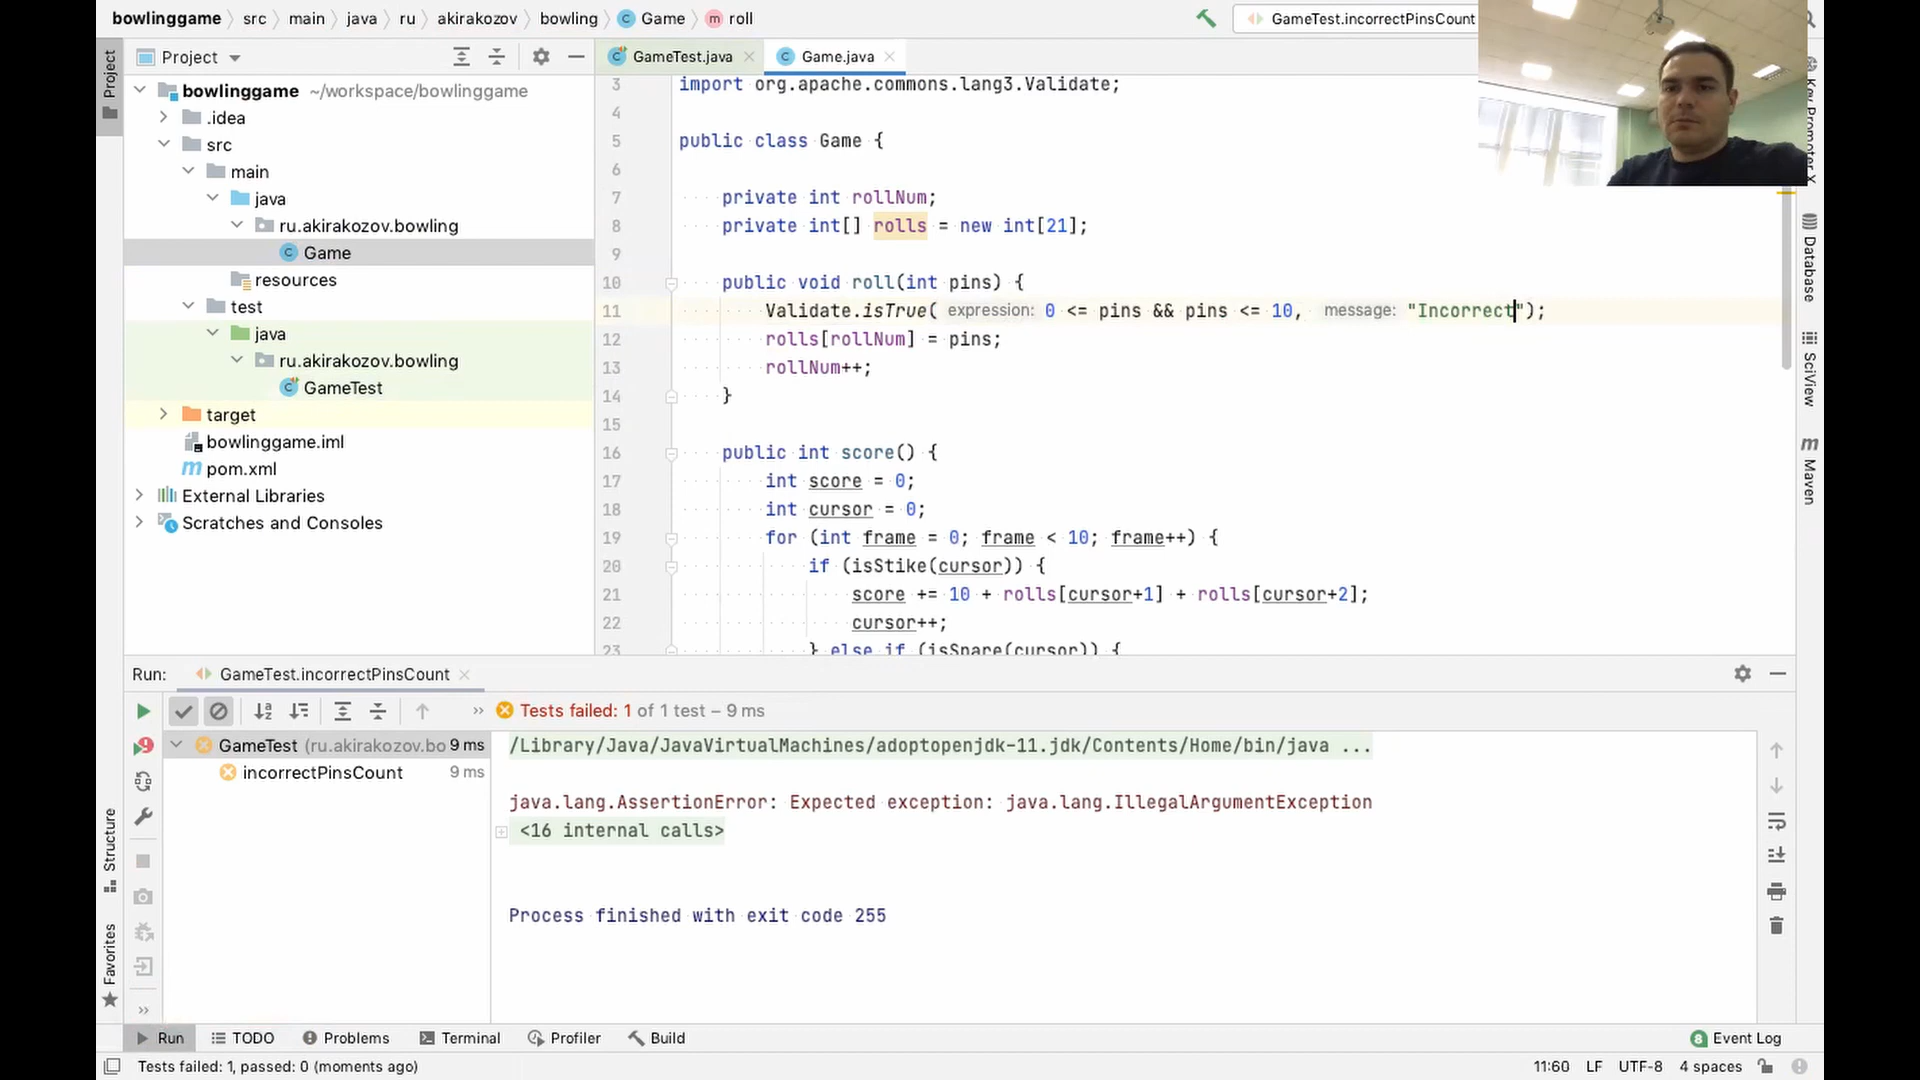 bowlinggame src main java ru akirakozov bowling Game roll
GameTest.incorrectPinsCount
Project
GameTest.java
Game.java
Project
bowlinggame ~/workspace/bowlinggame
.idea
src
main
java
ru.akirakozov.bowling
Game
resources
test
java
ru.akirakozov.bowling
GameTest
target
bowlinggame.iml
pom.xml
External Libraries
Scratches and Consoles
3 import org.apache.commons.lang3.Validate;
4
5 public class Game {
6
7 private int rollNum;
8 private int[] rolls = new int[21];
9
10 public void roll(int pins) {
11 Validate.isTrue( expression: 0 <= pins && pins <= 10, message: "Incorrect");
12 rolls[rollNum] = pins;
13 rollNum++;
14 }
15
16 public int score() {
17 int score = 0;
18 int cursor = 0;
19 for (int frame = 0; frame < 10; frame++) {
20 if (isStike(cursor)) {
21 score += 10 + rolls[cursor+1] + rolls[cursor+2];
22 cursor++;
23 } else if (isSpare(cursor)) {
Key Promoter X
Database
SciView
Maven
Run: GameTest.incorrectPinsCount
Tests failed: 1 of 1 test – 9 ms
GameTest (ru.akirakozov.bo 9 ms
incorrectPinsCount 9 ms
/Library/Java/JavaVirtualMachines/adoptopenjdk-11.jdk/Contents/Home/bin/java ...
java.lang.AssertionError: Expected exception: java.lang.IllegalArgumentException
<16 internal calls>
Process finished with exit code 255
Structure
Favorites
Run TODO Problems Terminal Profiler Build
8 Event Log
Tests failed: 1, passed: 0 (moments ago)
11:60 LF UTF-8 4 spaces